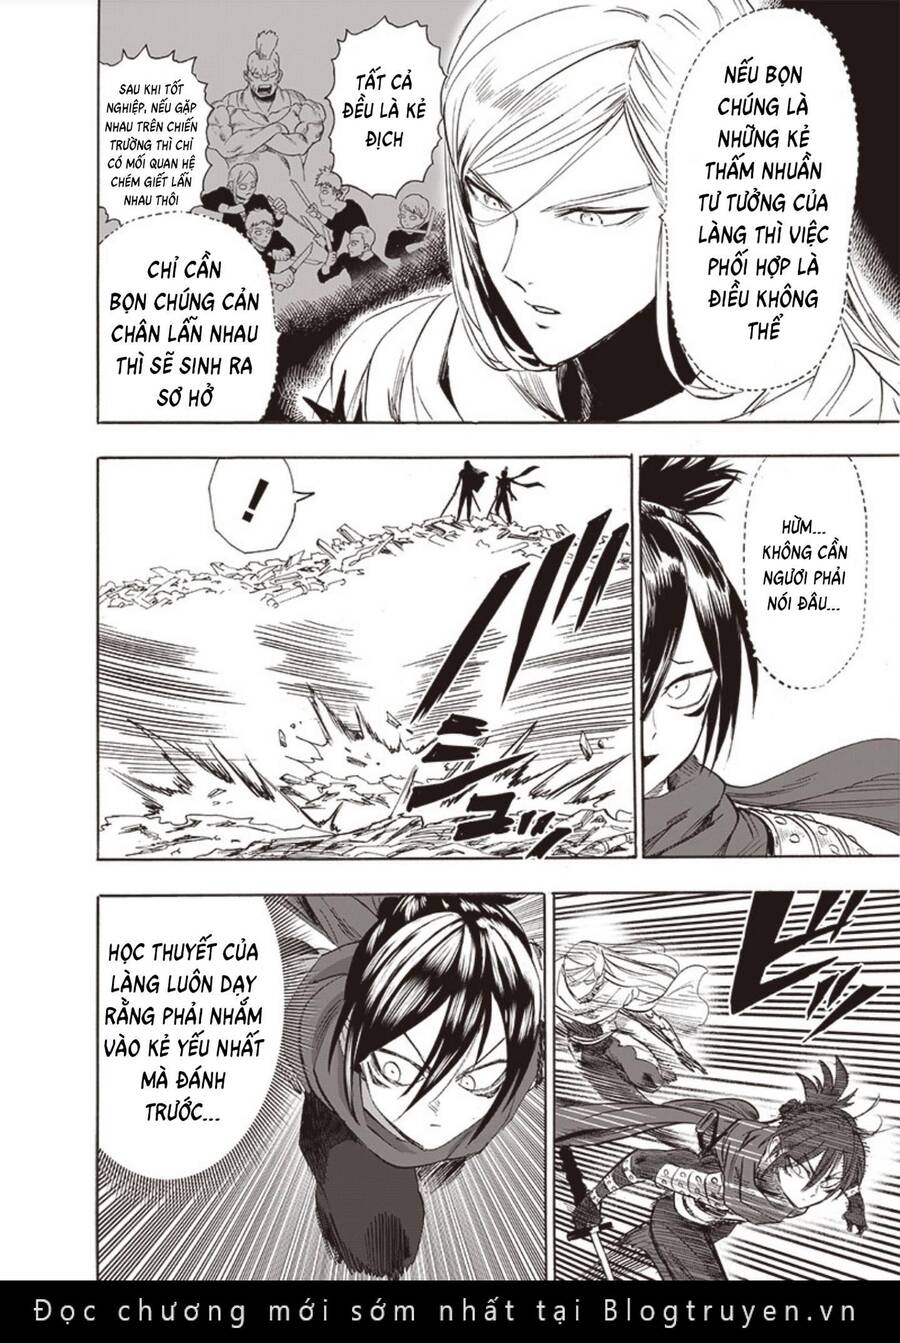 NẾU BỌN
CHÚNG LÀ
NHỮNG KẺ
THẤM NHUẦN
TƯ TƯỞNG CỦA
LÀNG THÌ VIỆC
PHỐI HỢP LÀ
ĐIỀU KHÔNG
THỂ
TẤT CẢ
ĐỀU LÀ KẺ
ĐỊCH
SAU KHI TỐT
NGHIỆP, NẾU GẶP
NHAU TRÊN CHIẾN
TRƯỜNG THÌ CHỈ
CÓ MỐI QUAN HỆ
CHÉM GIẾT LẪN
NHAU THÔI
CHỈ CẦN
BỌN CHÚNG CẢN
CHÂN LẪN NHAU
THÌ SẼ SINH RA
SƠ HỞ
HỪM...
KHÔNG CẦN
NGƯƠI PHẢI
NÓI ĐÂU...
!
HỌC THUYẾT CỦA
LÀNG LUÔN DẠY
RẰNG PHẢI NHẮM
VÀO KẺ YẾU NHẤT
MÀ ĐÁNH
TRƯỚC...
Đọc chương mới sớm nhất tại Blogtruyen.vn